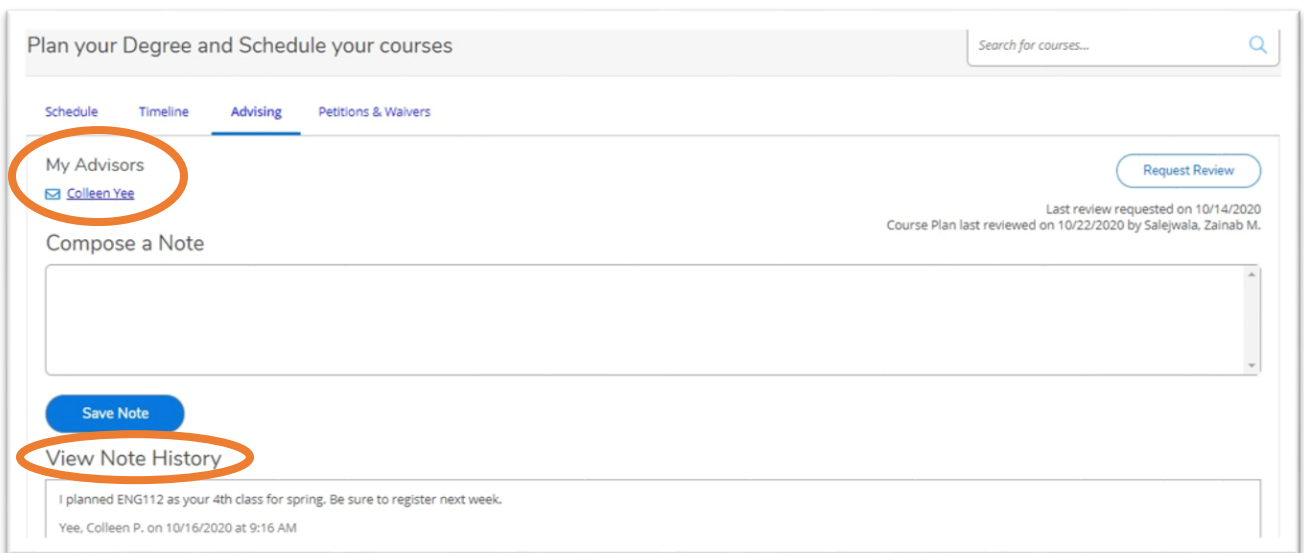 Plan your Degree and Schedule your courses
Search for courses...
Schedule Timeline Advising Petitions & Waivers
My Advisors
Colleen Yee
Request Review
Last review requested on 10/14/2020
Course Plan last reviewed on 10/22/2020 by Salejwala, Zainab M.
Compose a Note
Save Note
View Note History
I planned ENG112 as your 4th class for spring. Be sure to register next week.
Yee, Colleen P. on 10/16/2020 at 9:16 AM